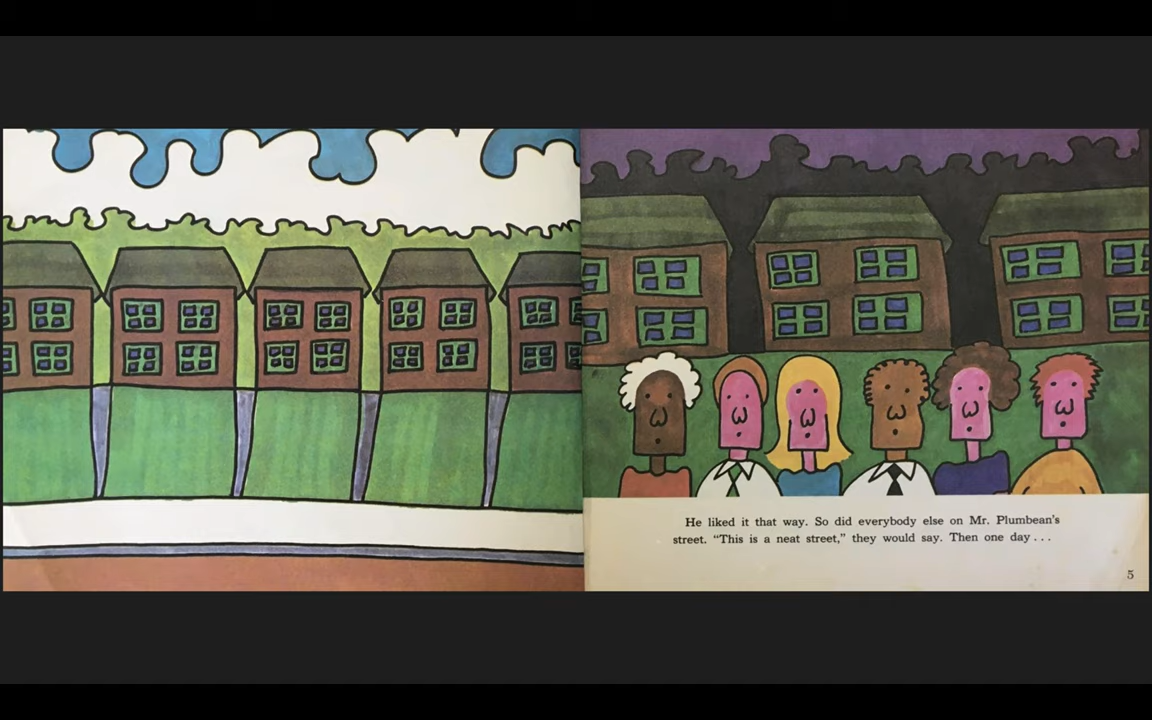 He liked it that way. So did everybody else on Mr. Plumbean's
street. “This is a neat street,” they would say. Then one day . . .
5